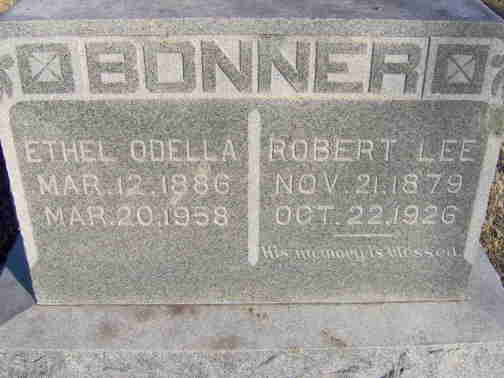 BONNER
ETHEL ODELLA
MAR. 12. 1886
MAR. 20. 1958
ROBERT LEE
NOV. 21. 1879
OCT. 22. 1926
His memory is blessed.